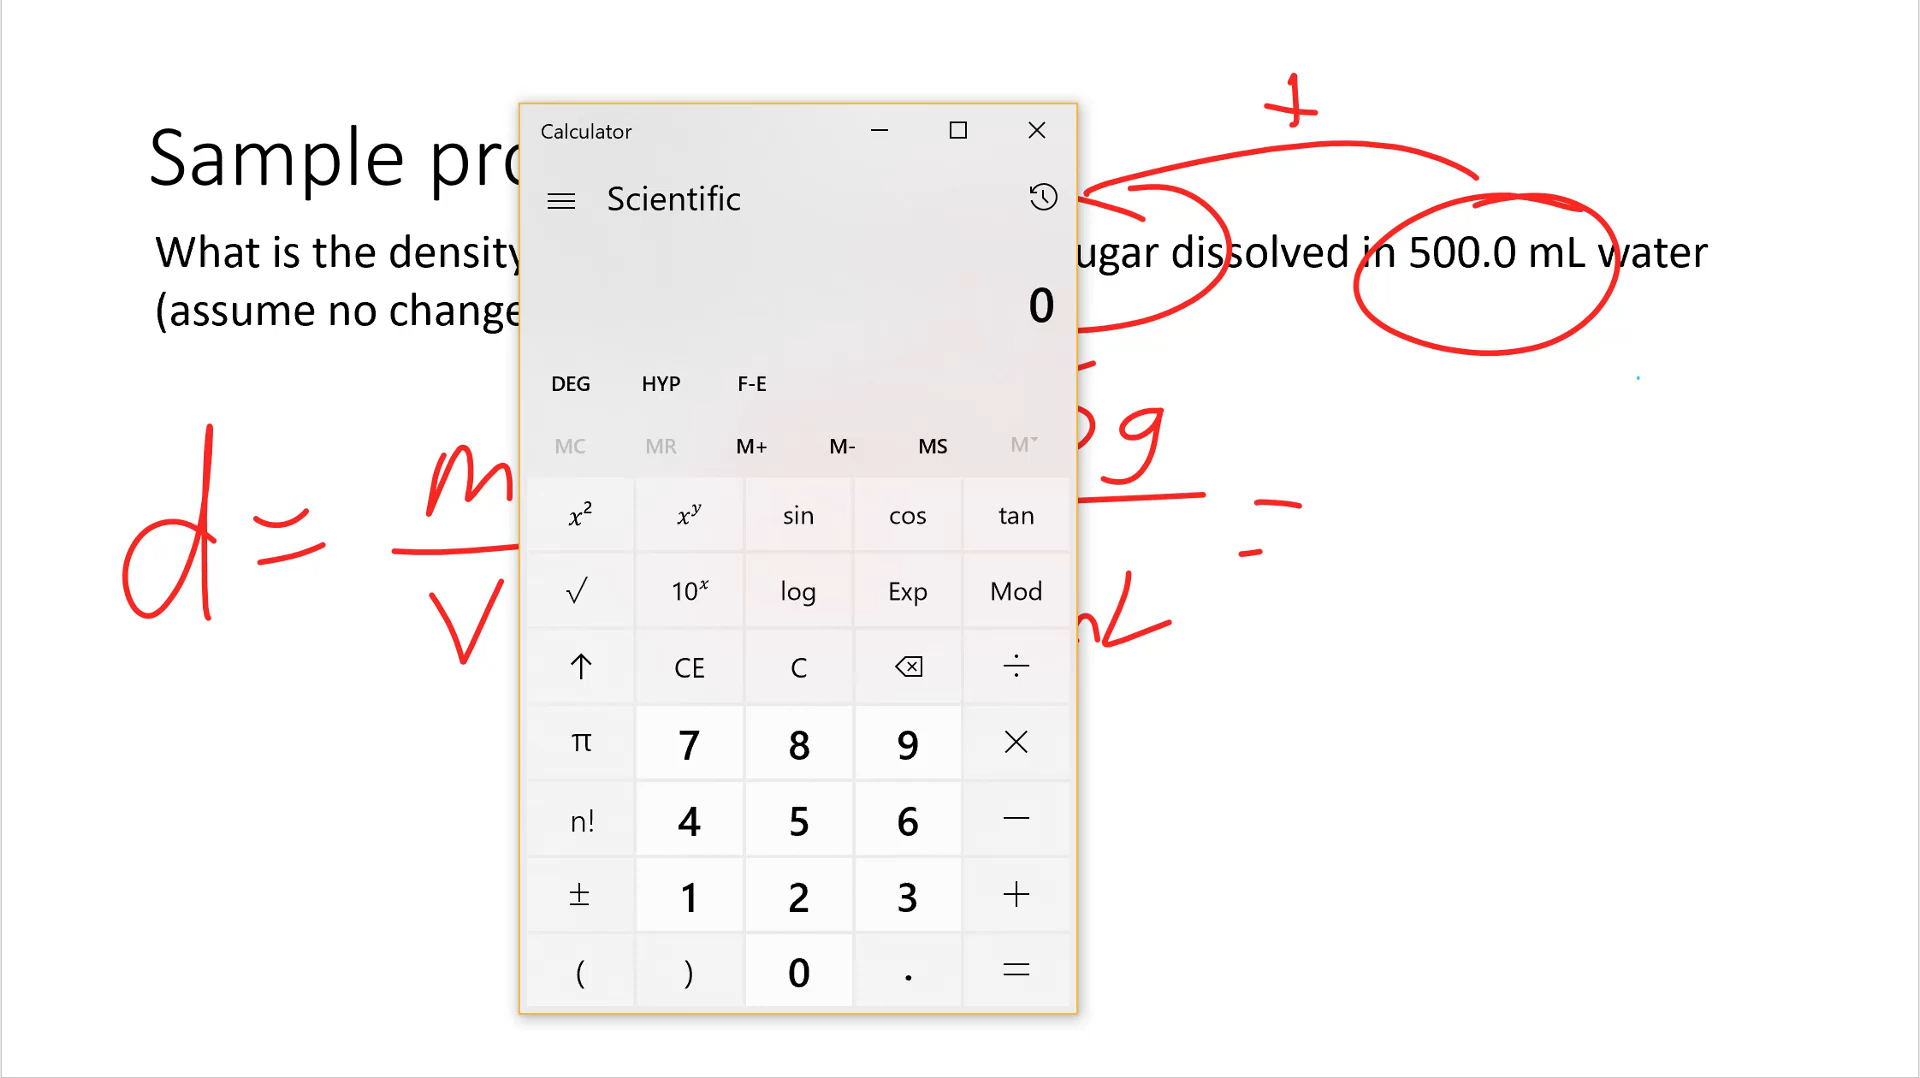 Sample pro
What is the density ugar dissolved in 500.0 mL water
(assume no change
+
d = m g =
V mL
Calculator
Scientific
0
DEG HYP F-E
MC MR M+ M- MS M˅
x² xʸ sin cos tan
√ 10ˣ log Exp Mod
↑ CE C ÷
π 7 8 9 ×
n! 4 5 6 −
± 1 2 3 +
( ) 0 . =